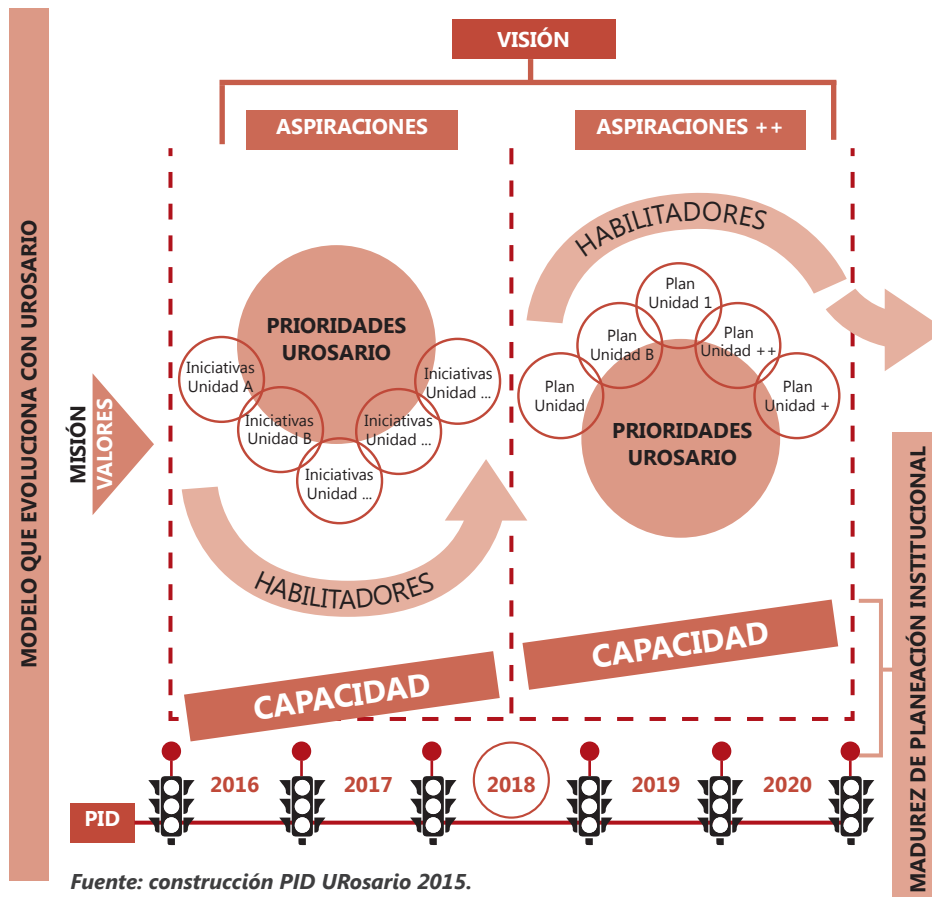 MODELO QUE EVOLUCIONA CON UROSARIO
VISIÓN
ASPIRACIONES
ASPIRACIONES ++
MISIÓN
VALORES
PRIORIDADES
UROSARIO
Iniciativas
Unidad A
Iniciativas
Unidad B
Iniciativas
Unidad ...
Iniciativas
Unidad ...
Iniciativas
Unidad ...
HABILITADORES
HABILITADORES
Plan
Unidad
Plan
Unidad B
Plan
Unidad 1
Plan
Unidad ++
Plan
Unidad +
PRIORIDADES
UROSARIO
CAPACIDAD
CAPACIDAD
MADUREZ DE PLANEACIÓN INSTITUCIONAL
2016
2017
2018
2019
2020
PID
Fuente: construcción PID URosario 2015.